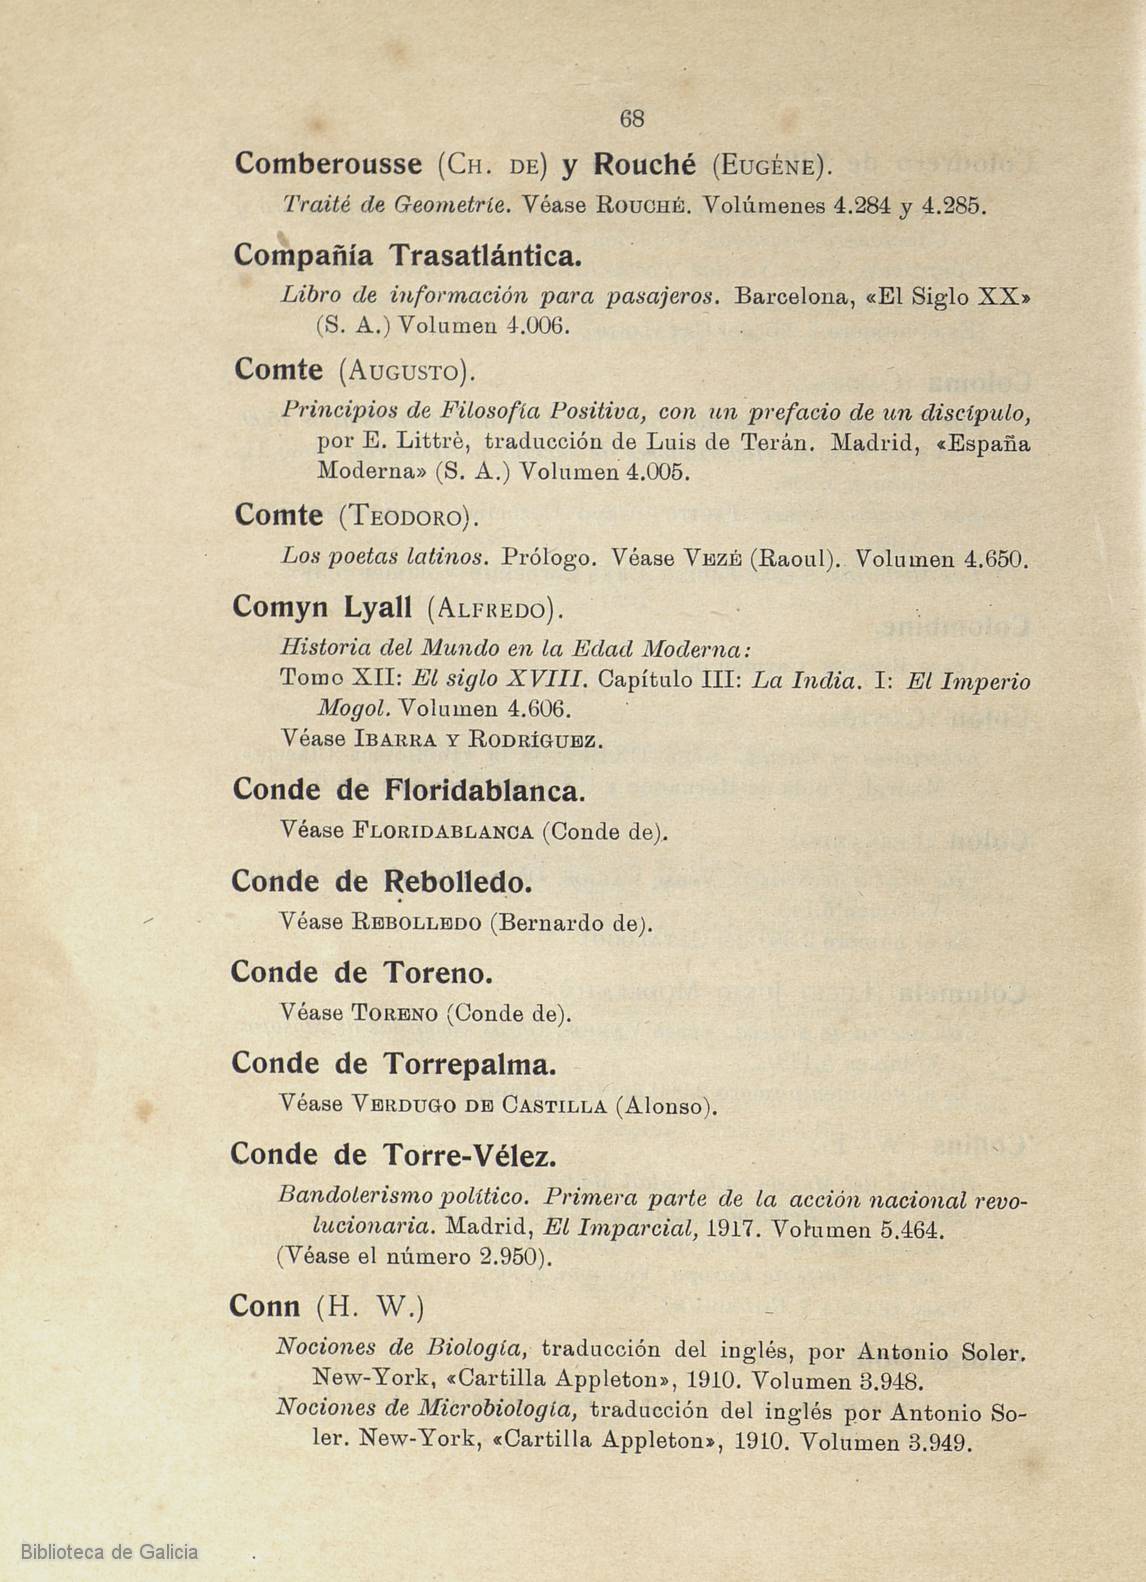 68
Comberousse (Ch. de) y Rouché (Eugéne).
Traité de Geometríe. Véase Rouché. Volúmenes 4.284 y 4.285.
Compañía Trasatlántica.
Libro de información para pasajeros. Barcelona, «El Siglo XX»
(S. A.) Volumen 4.006.
Comte (Augusto).
Principios de Filosofía Positiva, con un prefacio de un discípulo,
por E. Littrè, traducción de Luis de Terán. Madrid, «España
Moderna» (S. A.) Volumen 4.005.
Comte (Teodoro).
Los poetas latinos. Prólogo. Véase Vezé (Raoul). Volumen 4.650.
Comyn Lyall (Alfredo).
Historia del Mundo en la Edad Moderna:
Tomo XII: El siglo XVIII. Capítulo III: La India. I: El Imperio
Mogol. Volumen 4.606.
Véase Ibarra y Rodríguez.
Conde de Floridablanca.
Véase Floridablanca (Conde de).
Conde de Rebolledo.
Véase Rebolledo (Bernardo de).
Conde de Toreno.
Véase Toreno (Conde de).
Conde de Torrepalma.
Véase Verdugo de Castilla (Alonso).
Conde de Torre-Vélez.
Bandolerismo político. Primera parte de la acción nacional revo-
lucionaria. Madrid, El Imparcial, 1917. Volumen 5.464.
(Véase el número 2.950).
Conn (H. W.)
Nociones de Biología, traducción del inglés, por Antonio Soler.
New-York, «Cartilla Appleton», 1910. Volumen 3.948.
Nociones de Microbiología, traducción del inglés por Antonio So-
ler. New-York, «Cartilla Appleton», 1910. Volumen 3.949.
Biblioteca de Galicia